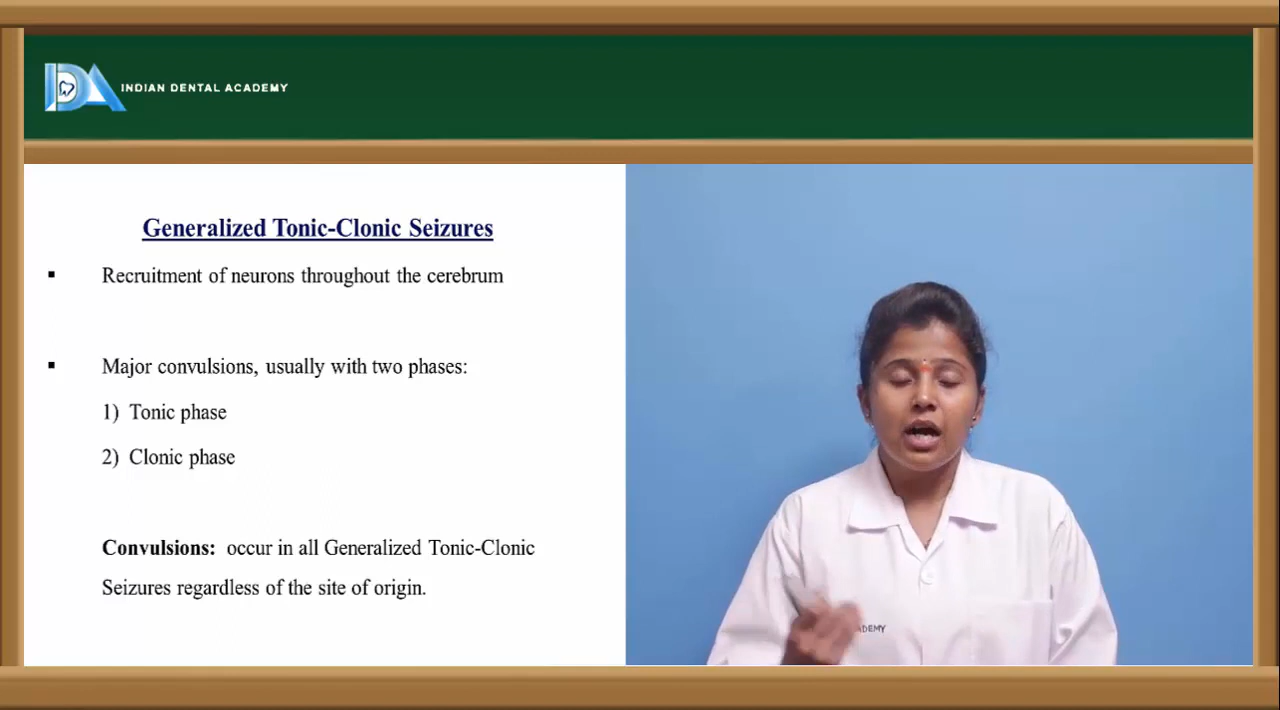 INDIAN DENTAL ACADEMY
Generalized Tonic-Clonic Seizures
▪ Recruitment of neurons throughout the cerebrum
▪ Major convulsions, usually with two phases:
1) Tonic phase
2) Clonic phase
Convulsions: occur in all Generalized Tonic-Clonic
Seizures regardless of the site of origin.